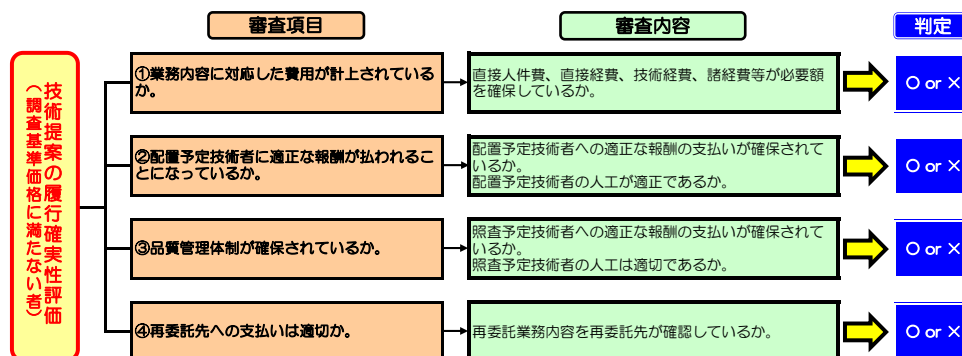 審査項目
審査内容
判定
技術提案の履行確実性評価
（調査基準価格に満たない者）
①業務内容に対応した費用が計上されている
か。
直接人件費、直接経費、技術経費、諸経費等が必要額
を確保しているか。
○ or ×
②配置予定技術者に適正な報酬が払われるこ
とになっているか。
配置予定技術者への適正な報酬の支払いが確保されて
いるか。
配置予定技術者の人工が適正であるか。
○ or ×
③品質管理体制が確保されているか。
照査予定技術者への適正な報酬の支払いが確保されて
いるか。
照査予定技術者の人工は適切であるか。
○ or ×
④再委託先への支払いは適切か。
再委託業務内容を再委託先が確認しているか。
○ or ×